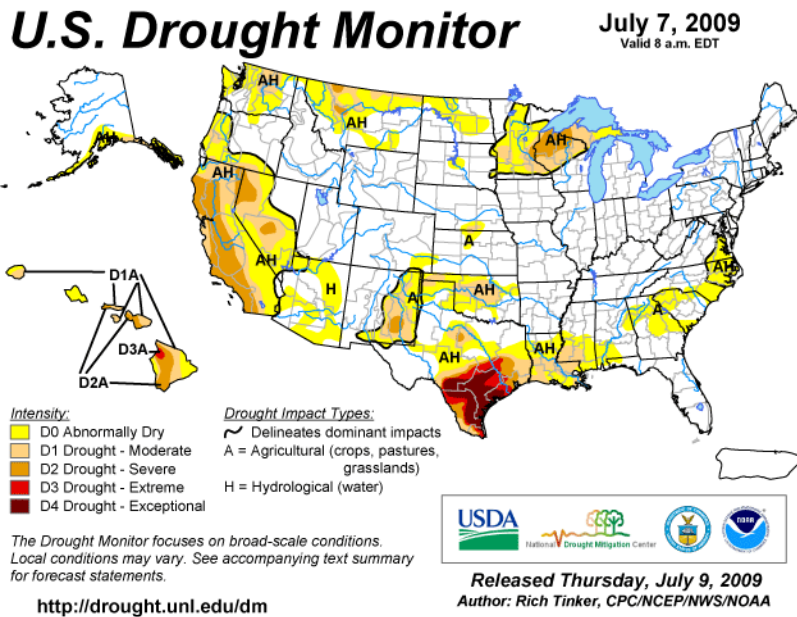 U.S. Drought Monitor
July 7, 2009
Valid 8 a.m. EDT
AH
AH
AH
AH
AH
AH
A
AH
AH
H
A
AH
A
AH
AH
D1A
D3A
D2A
Intensity:
D0 Abnormally Dry
D1 Drought - Moderate
D2 Drought - Severe
D3 Drought - Extreme
D4 Drought - Exceptional
Drought Impact Types:
Delineates dominant impacts
A = Agricultural (crops, pastures,
grasslands)
H = Hydrological (water)
The Drought Monitor focuses on broad-scale conditions.
Local conditions may vary. See accompanying text summary
for forecast statements.
http://drought.unl.edu/dm
USDA
National Drought Mitigation Center
NOAA
Released Thursday, July 9, 2009
Author: Rich Tinker, CPC/NCEP/NWS/NOAA